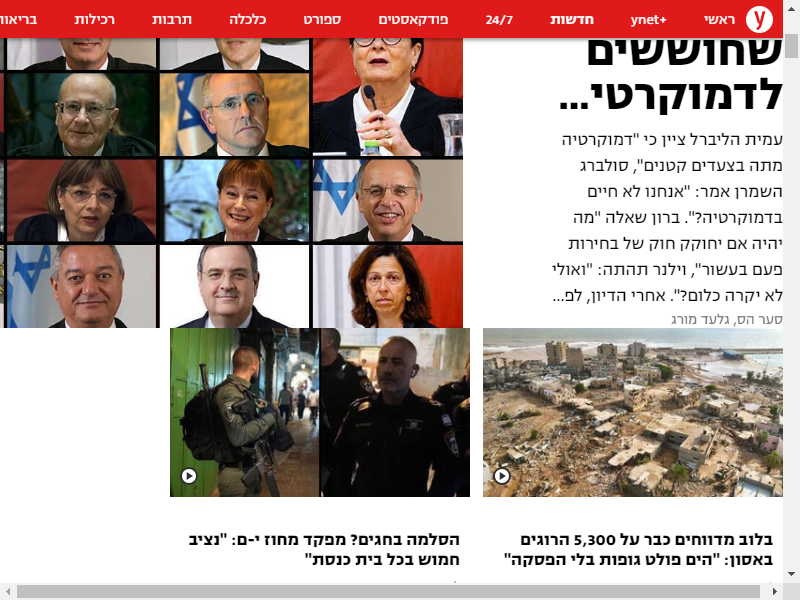 ראשי
ynet+
חדשות
24/7
פודקאסטים
ספורט
כלכלה
תרבות
רכילות
בריאות
שחוששים
לדמוקרטי...
עמית הליברל ציין כי "דמוקרטיה
מתה בצעדים קטנים", סולברג
השמרן אמר: "אנחנו לא חיים
בדמוקרטיה?". ברון שאלה "מה
יהיה אם יחוקק חוק של בחירות
פעם בעשור", וילנר תהתה: "ואולי
לא יקרה כלום?". אחרי הדיון, לפ...
סער הס, גלעד מורג
בלוב מדווחים כבר על 5,300 הרוגים
באסון: "הים פולט גופות בלי הפסקה"
הסלמה בחגים? מפקד מחוז י-ם: "נציב
חמוש בכל בית כנסת"